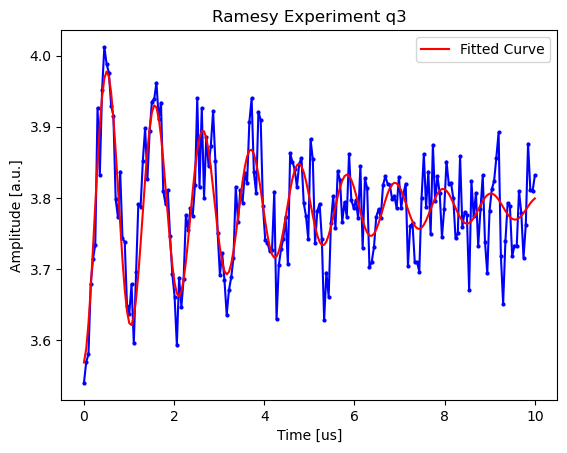 Ramesy Experiment q3
Fitted Curve
Amplitude [a.u.]
4.0
3.9
3.8
3.7
3.6
0 2 4 6 8 10
Time [us]